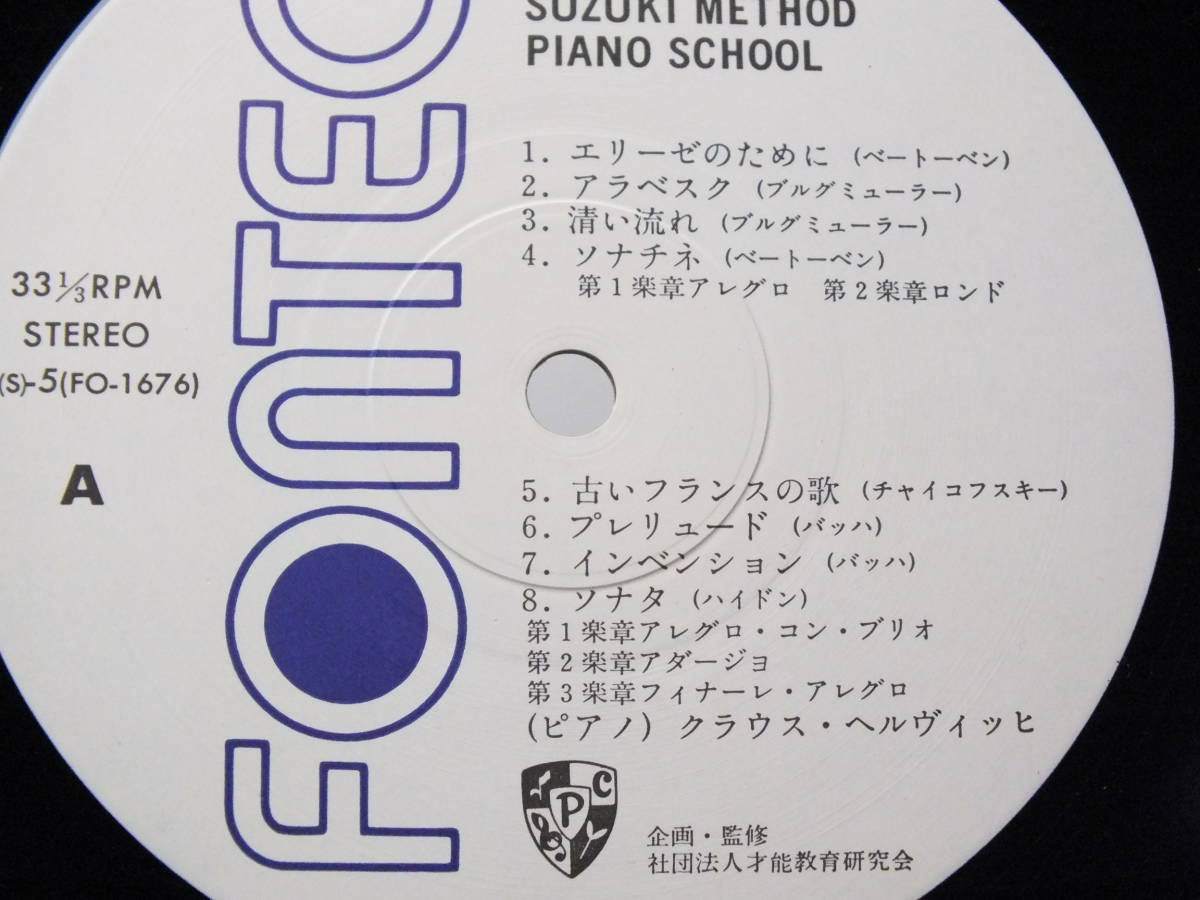 SUZUKI METHOD
PIANO SCHOOL
1. エリーゼのために (ベートーベン)
2. アラベスク (ブルグミューラー)
3. 清い流れ (ブルグミューラー)
4. ソナチネ (ベートーベン)
第1楽章アレグロ 第2楽章ロンド
33 1/3 RPM
STEREO
(S)-5(FO-1676)
A
FONTEC
5. 古いフランスの歌 (チャイコフスキー)
6. プレリュード (バッハ)
7. インベンション (バッハ)
8. ソナタ (ハイドン)
第1楽章アレグロ・コン・ブリオ
第2楽章アダージョ
第3楽章フィナーレ・アレグロ
(ピアノ) クラウス・ヘルヴィッヒ
P C
企画・監修
社団法人才能教育研究会